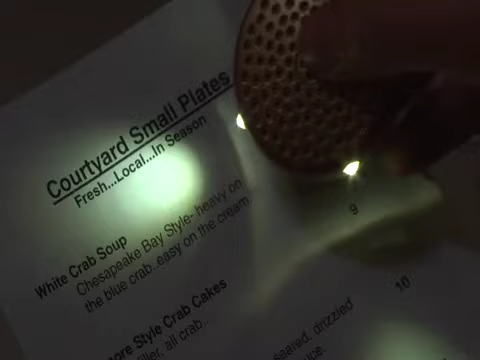 Courtyard Small Plates
Fresh...Local...In Season
White Crab Soup
Chesapeake Bay Style- heavy on 9
the blue crab..easy on the cream
Style Crab Cakes
all crab.. 10
drizzled